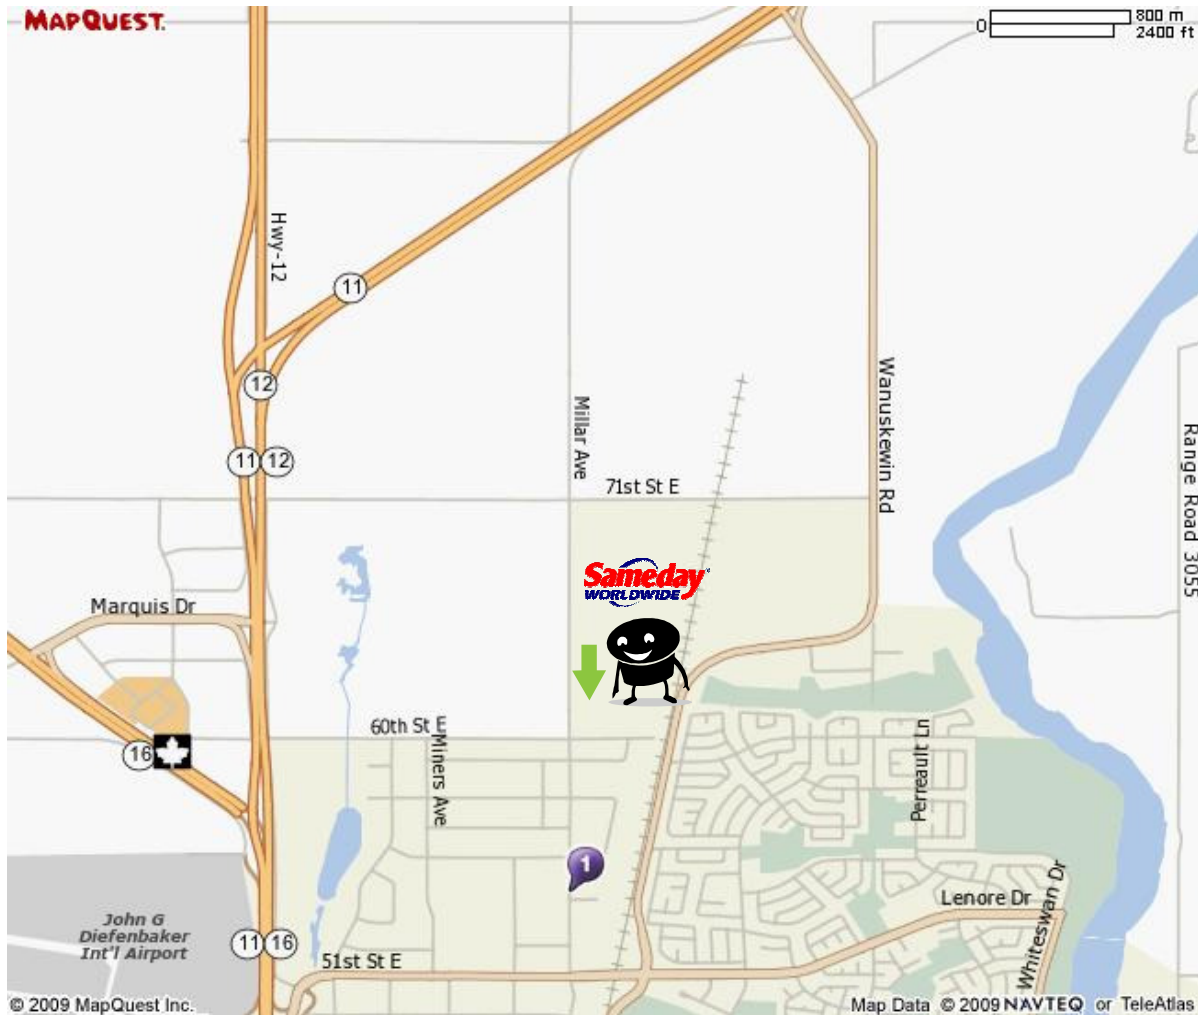 MAPQUEST.
0
800 m
2400 ft
Hwy-12
11
12
11
12
Millar Ave
Wanuskewin Rd
Range Road 3055
71st St E
Sameday
WORLDWIDE
Marquis Dr
60th St E
16
Miners Ave
Perreault Ln
1
Lenore Dr
Whiteswan Dr
John G
Diefenbaker
Int'l Airport
11
16
51st St E
© 2009 MapQuest Inc.
Map Data © 2009 NAVTEQ or TeleAtlas